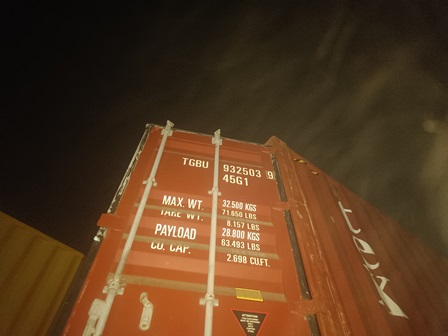 TGBU 932503 9
45G1
MAX. WT. 32.500 KGS
71.650 LBS
TARE WT.
8.157 LBS
PAYLOAD 28.800 KGS
63.493 LBS
CU. CAP.
2.698 CU.FT.